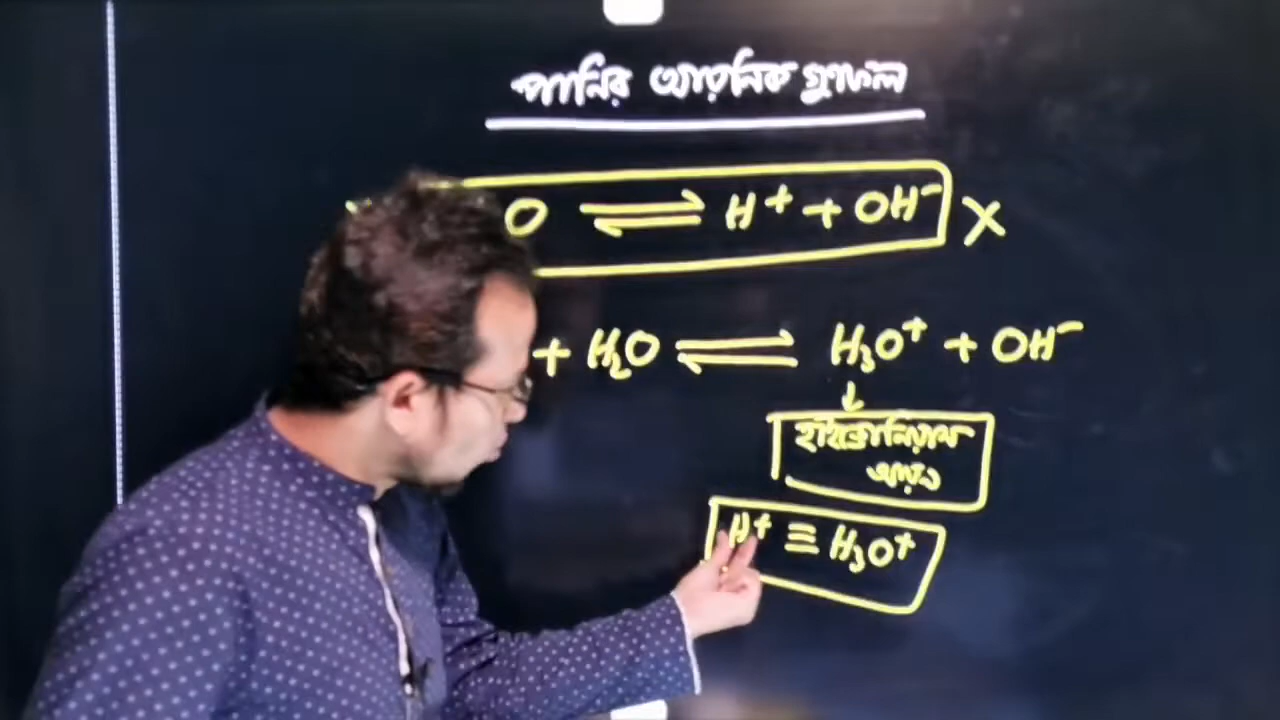 পানির আয়নিক গুণফল
O ⇌ H⁺ + OH⁻ X
+ H₂O ⇌ H₃O⁺ + OH⁻
↓
হাইড্রোনিয়াম
আয়ন
H⁺ ≡ H₃O⁺